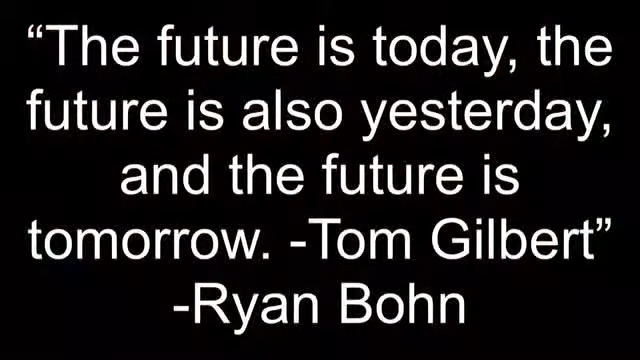 “The future is today, the
future is also yesterday,
and the future is
tomorrow. -Tom Gilbert”
-Ryan Bohn